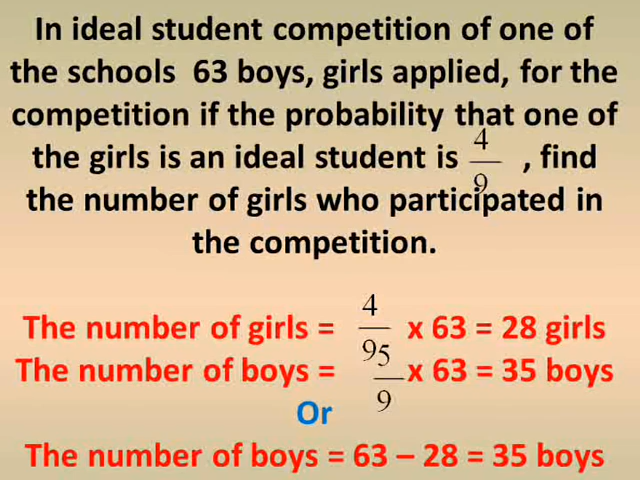 In ideal student competition of one of
the schools 63 boys, girls applied, for the
competition if the probability that one of
the girls is an ideal student is 4/9 , find
the number of girls who participated in
the competition.
The number of girls = 4/9 x 63 = 28 girls
The number of boys = 5/9 x 63 = 35 boys
Or
The number of boys = 63 – 28 = 35 boys